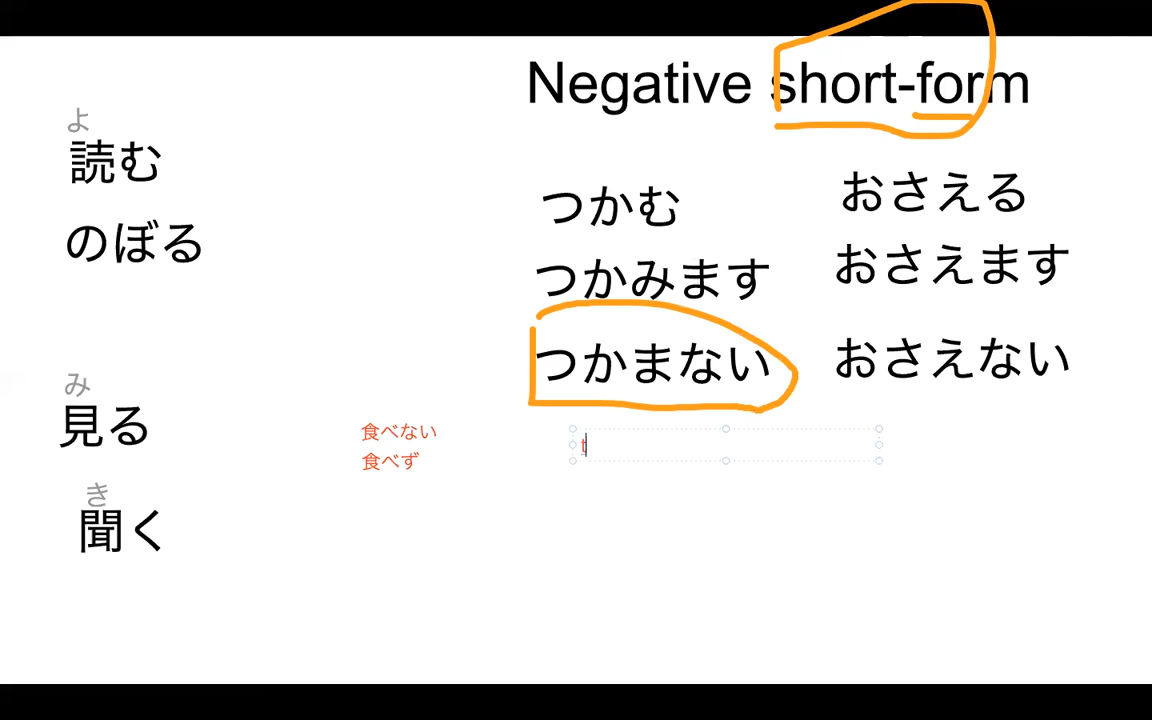 Negative short-form
よ
読む
のぼる
み
見る
き
聞く
つかむ
つかみます
つかまない
おさえる
おさえます
おさえない
食べない
食べず
t